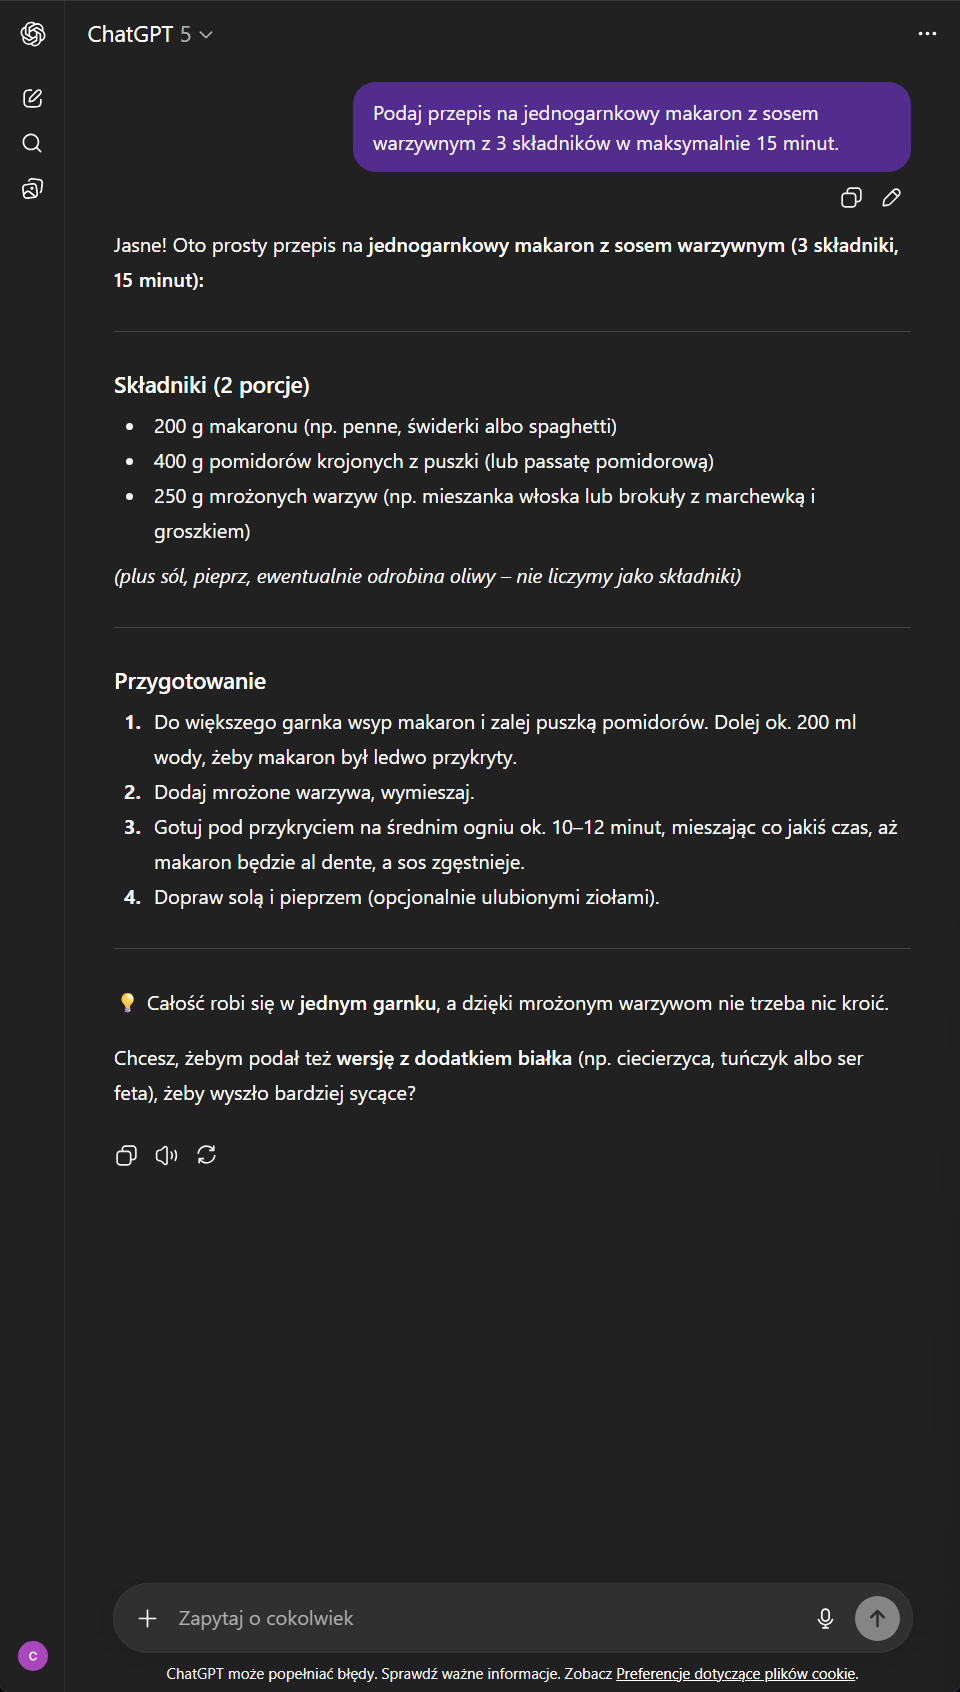 ChatGPT 5
Podaj przepis na jednogarnkowy makaron z sosem
warzywnym z 3 składników w maksymalnie 15 minut.
Jasne! Oto prosty przepis na jednogarnkowy makaron z sosem warzywnym (3 składniki,
15 minut):
Składniki (2 porcje)
• 200 g makaronu (np. penne, świderki albo spaghetti)
• 400 g pomidorów krojonych z puszki (lub passatę pomidorową)
• 250 g mrożonych warzyw (np. mieszanka włoska lub brokuły z marchewką i
groszkiem)
(plus sól, pieprz, ewentualnie odrobina oliwy – nie liczymy jako składniki)
Przygotowanie
1. Do większego garnka wsyp makaron i zalej puszką pomidorów. Dolej ok. 200 ml
wody, żeby makaron był ledwo przykryty.
2. Dodaj mrożone warzywa, wymieszaj.
3. Gotuj pod przykryciem na średnim ogniu ok. 10–12 minut, mieszając co jakiś czas, aż
makaron będzie al dente, a sos zgęstnieje.
4. Dopraw solą i pieprzem (opcjonalnie ulubionymi ziołami).
💡 Całość robi się w jednym garnku, a dzięki mrożonym warzywom nie trzeba nic kroić.
Chcesz, żebym podał też wersję z dodatkiem białka (np. ciecierzyca, tuńczyk albo ser
feta), żeby wyszło bardziej sycące?
Zapytaj o cokolwiek
C
ChatGPT może popełniać błędy. Sprawdź ważne informacje. Zobacz Preferencje dotyczące plików cookie.